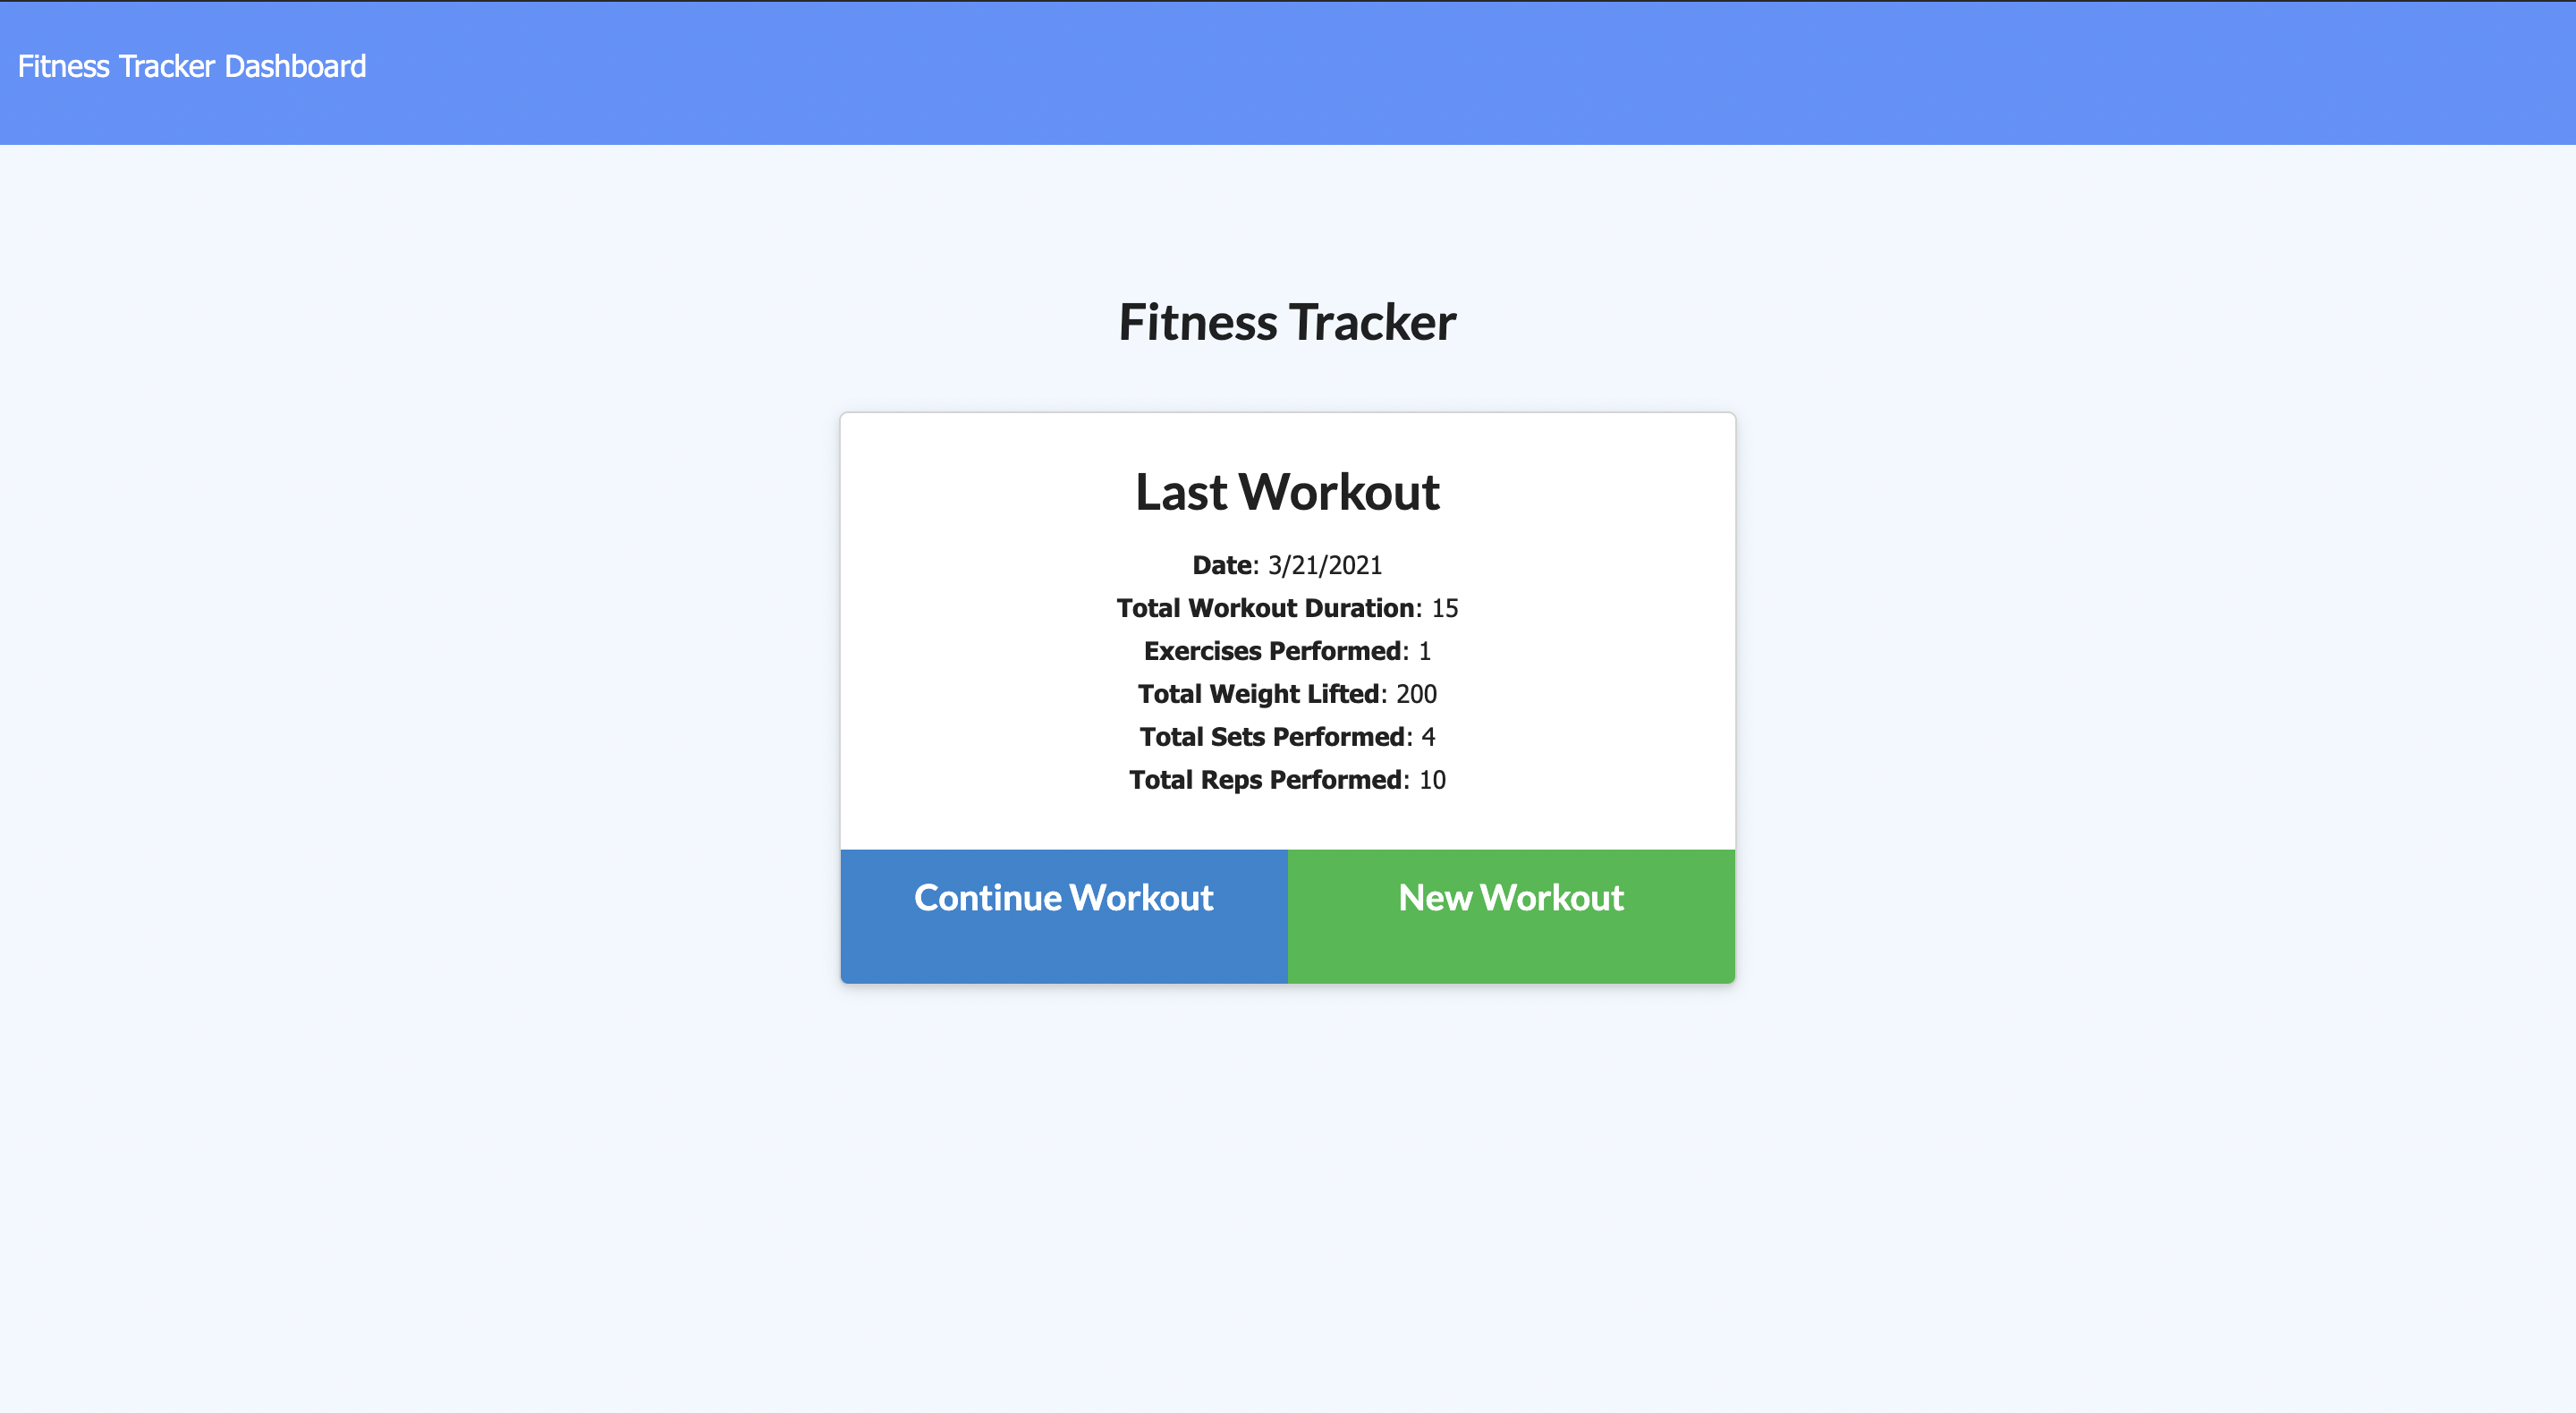 Fitness Tracker Dashboard
Fitness Tracker
Last Workout
Date: 3/21/2021
Total Workout Duration: 15
Exercises Performed: 1
Total Weight Lifted: 200
Total Sets Performed: 4
Total Reps Performed: 10
Continue Workout
New Workout